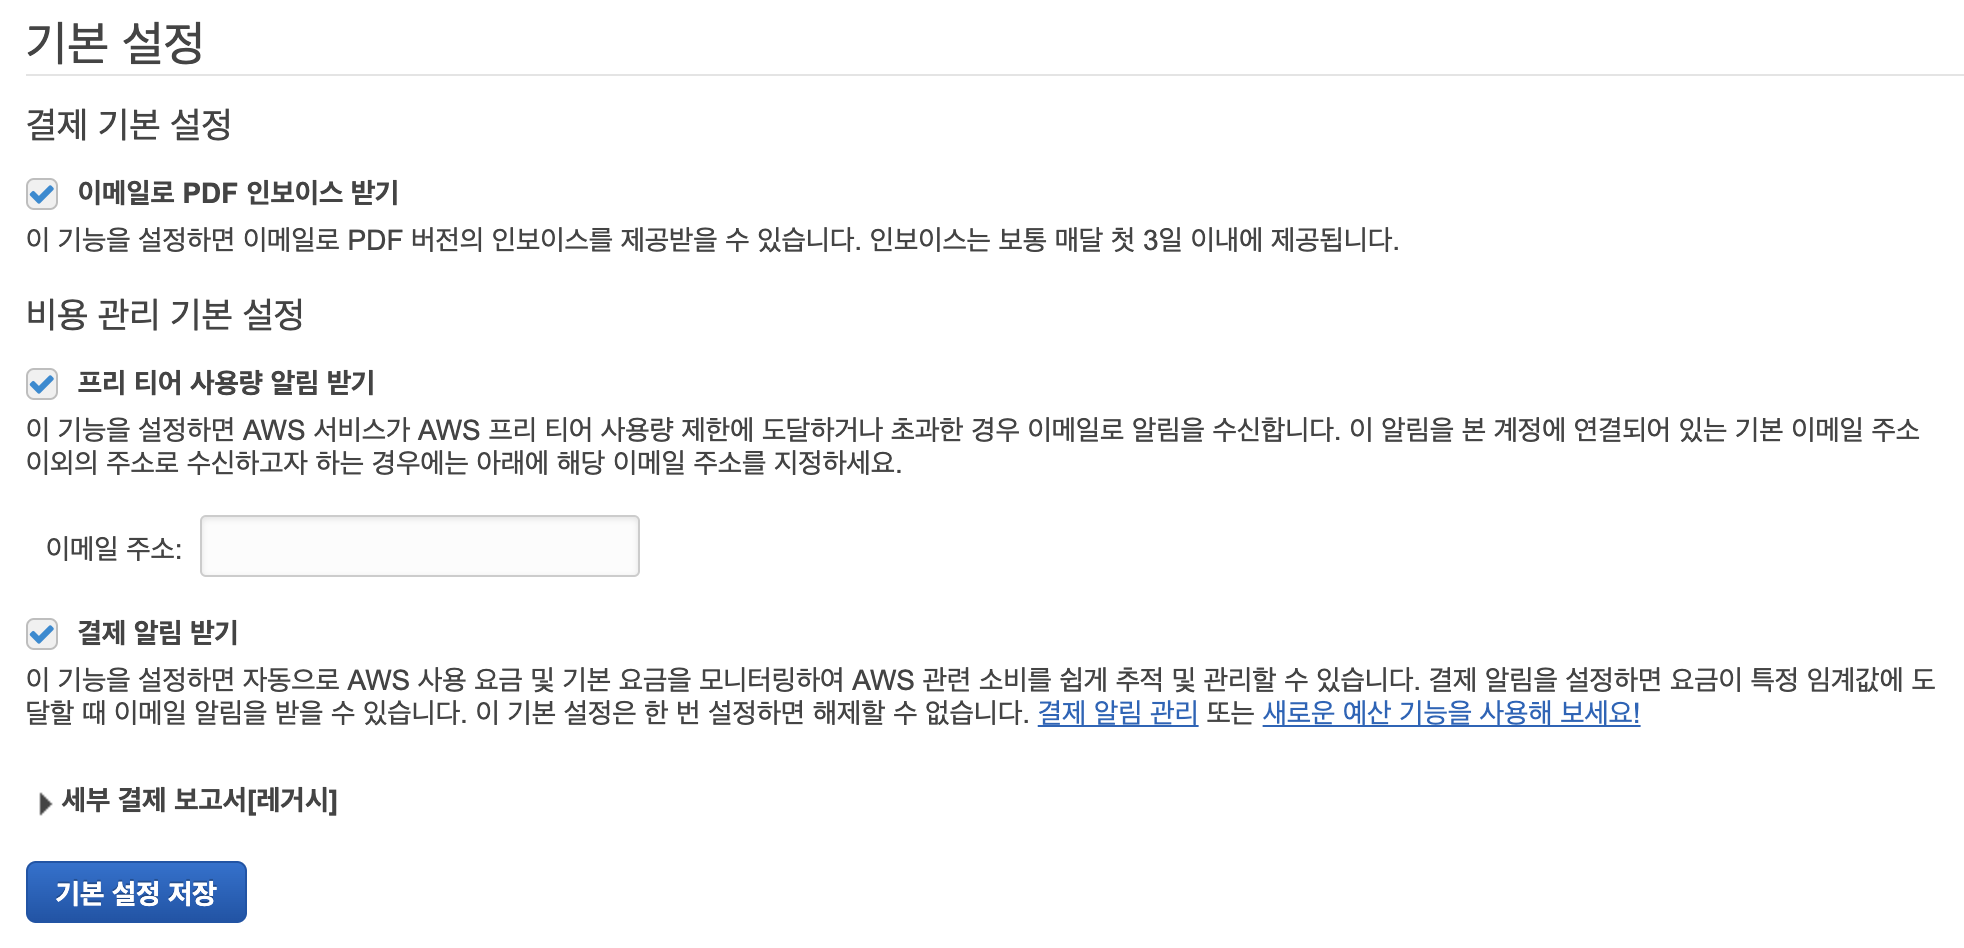 기본 설정
결제 기본 설정
이메일로 PDF 인보이스 받기
이 기능을 설정하면 이메일로 PDF 버전의 인보이스를 제공받을 수 있습니다. 인보이스는 보통 매달 첫 3일 이내에 제공됩니다.
비용 관리 기본 설정
프리 티어 사용량 알림 받기
이 기능을 설정하면 AWS 서비스가 AWS 프리 티어 사용량 제한에 도달하거나 초과한 경우 이메일로 알림을 수신합니다. 이 알림을 본 계정에 연결되어 있는 기본 이메일 주소
이외의 주소로 수신하고자 하는 경우에는 아래에 해당 이메일 주소를 지정하세요.
이메일 주소:
결제 알림 받기
이 기능을 설정하면 자동으로 AWS 사용 요금 및 기본 요금을 모니터링하여 AWS 관련 소비를 쉽게 추적 및 관리할 수 있습니다. 결제 알림을 설정하면 요금이 특정 임계값에 도
달할 때 이메일 알림을 받을 수 있습니다. 이 기본 설정은 한 번 설정하면 해제할 수 없습니다. 결제 알림 관리 또는 새로운 예산 기능을 사용해 보세요!
세부 결제 보고서[레거시]
기본 설정 저장